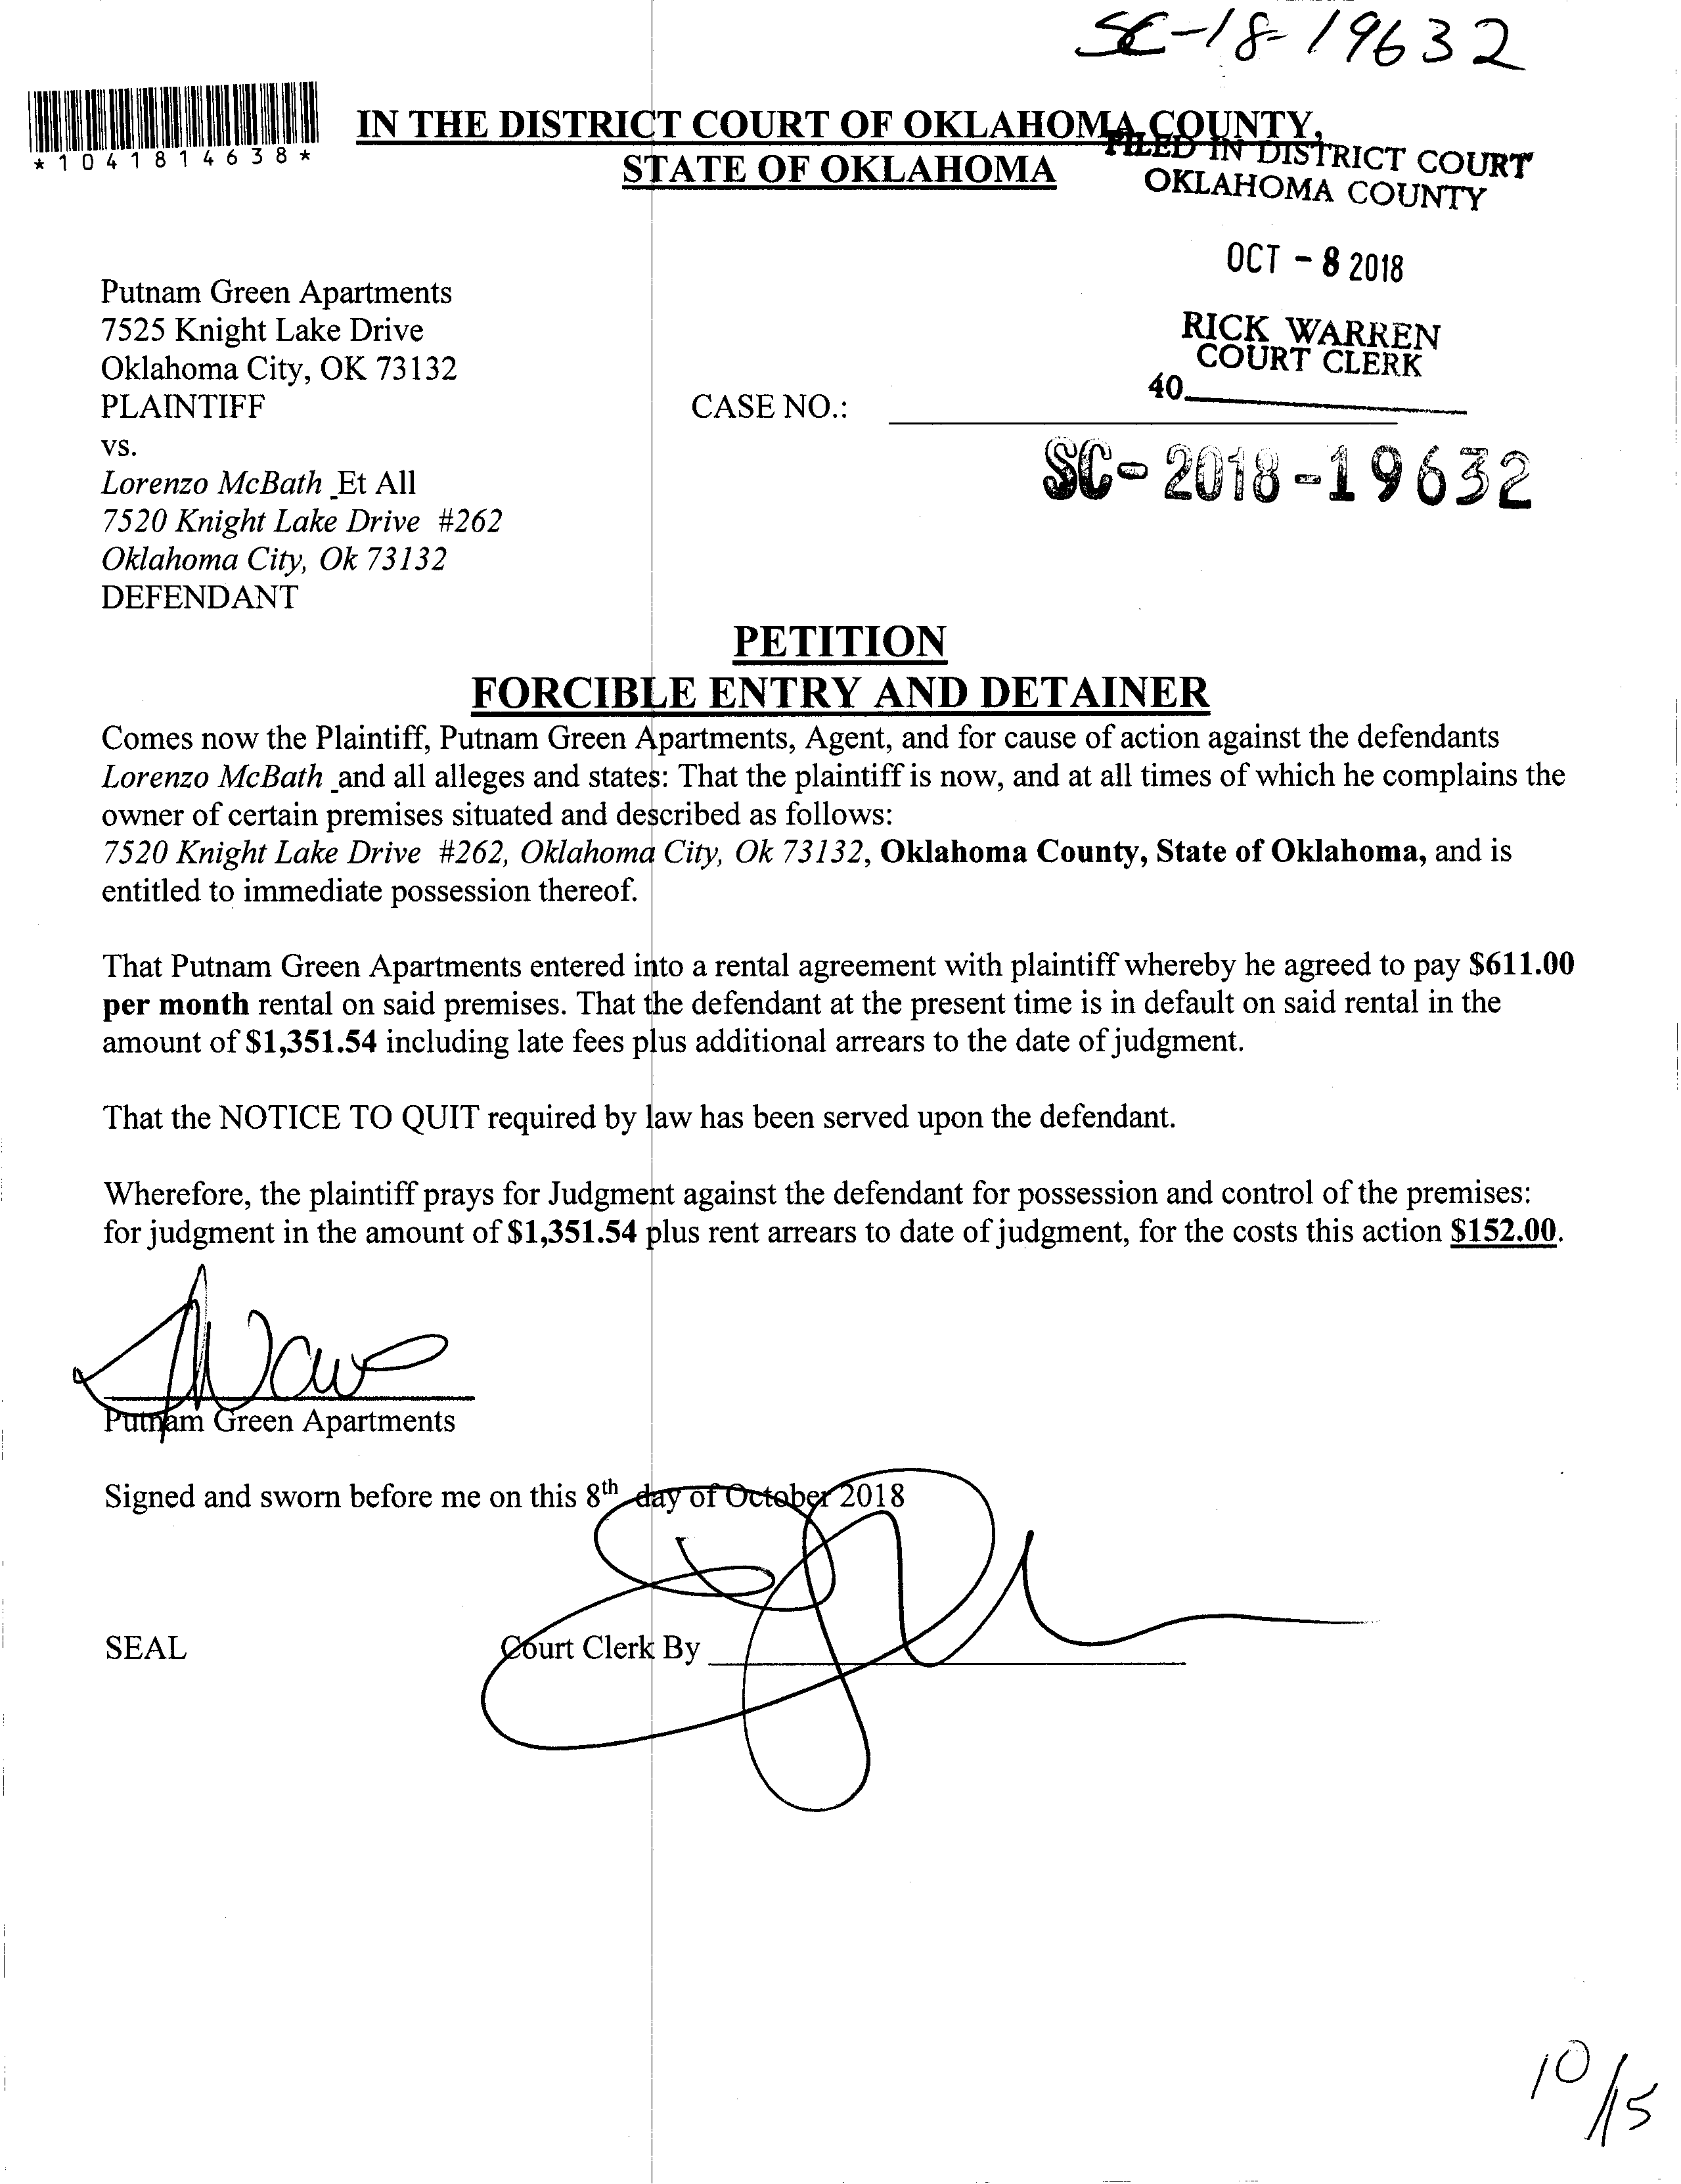 SC-18-19632
*1041814638*
IN THE DISTRICT COURT OF OKLAHOMA COUNTY,
STATE OF OKLAHOMA
FILED IN DISTRICT COURT
OKLAHOMA COUNTY
OCT - 8 2018
RICK WARREN
COURT CLERK
40
Putnam Green Apartments
7525 Knight Lake Drive
Oklahoma City, OK 73132
PLAINTIFF
CASE NO.:
vs.
SC-2018-19632
Lorenzo McBath Et All
7520 Knight Lake Drive #262
Oklahoma City, Ok 73132
DEFENDANT
PETITION
FORCIBLE ENTRY AND DETAINER
Comes now the Plaintiff, Putnam Green Apartments, Agent, and for cause of action against the defendants
Lorenzo McBath and all alleges and states: That the plaintiff is now, and at all times of which he complains the
owner of certain premises situated and described as follows:
7520 Knight Lake Drive #262, Oklahoma City, Ok 73132, Oklahoma County, State of Oklahoma, and is
entitled to immediate possession thereof.
That Putnam Green Apartments entered into a rental agreement with plaintiff whereby he agreed to pay $611.00
per month rental on said premises. That the defendant at the present time is in default on said rental in the
amount of $1,351.54 including late fees plus additional arrears to the date of judgment.
That the NOTICE TO QUIT required by law has been served upon the defendant.
Wherefore, the plaintiff prays for Judgment against the defendant for possession and control of the premises:
for judgment in the amount of $1,351.54 plus rent arrears to date of judgment, for the costs this action $152.00.
Putnam Green Apartments
Signed and sworn before me on this 8th day of October 2018
SEAL
Court Clerk By
10/15